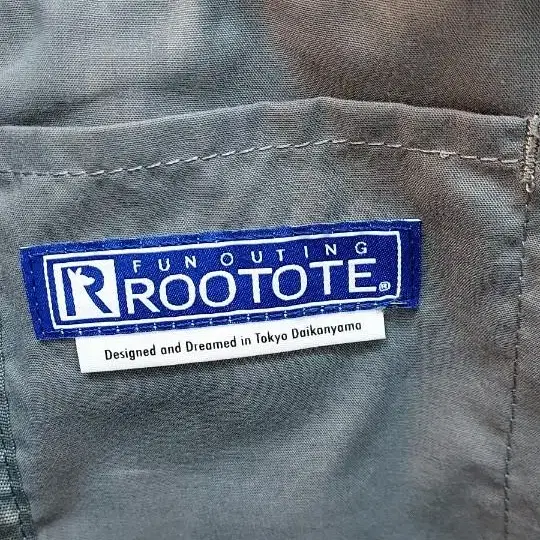 FUN OUTING
R ROOTOTE®
Designed and Dreamed in Tokyo Daikanyama